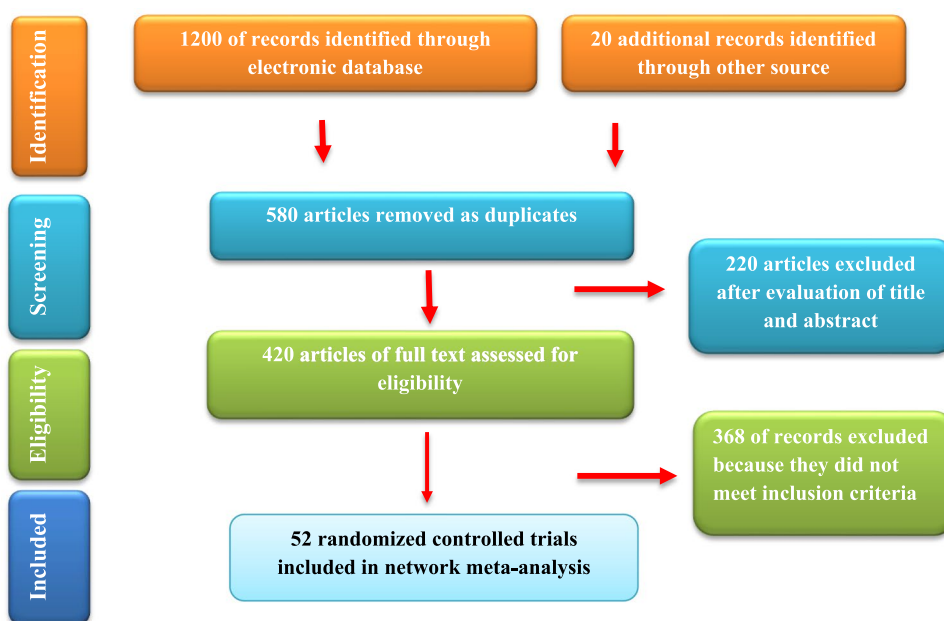 Identification
1200 of records identified through
electronic database
20 additional records identified
through other source
Screening
580 articles removed as duplicates
220 articles excluded
after evaluation of title
and abstract
Eligibility
420 articles of full text assessed for
eligibility
368 of records excluded
because they did not
meet inclusion criteria
Included
52 randomized controlled trials
included in network meta-analysis